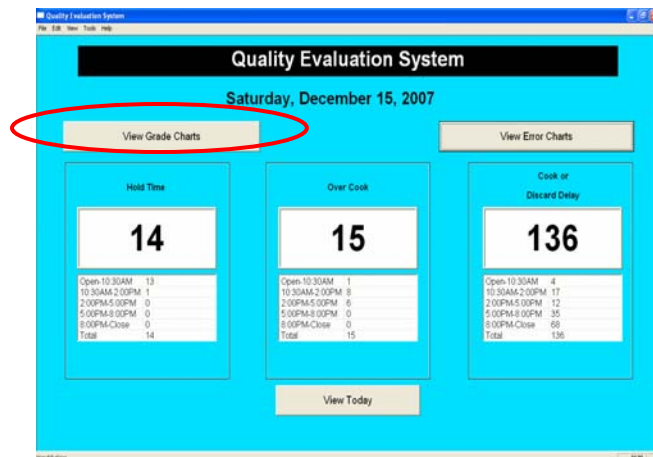 Quality Evaluation System
File Edit View Tools Help
Quality Evaluation System
Saturday, December 15, 2007
View Grade Charts
View Error Charts
Hold Time
14
Open-10:30AM 13
10:30AM-2:00PM 1
2:00PM-5:00PM 0
5:00PM-8:00PM 0
8:00PM-Close 0
Total 14
Over Cook
15
Open-10:30AM 1
10:30AM-2:00PM 8
2:00PM-5:00PM 6
5:00PM-8:00PM 0
8:00PM-Close 0
Total 15
Cook or
Discard Delay
136
Open-10:30AM 4
10:30AM-2:00PM 17
2:00PM-5:00PM 12
5:00PM-8:00PM 35
8:00PM-Close 68
Total 136
View Today